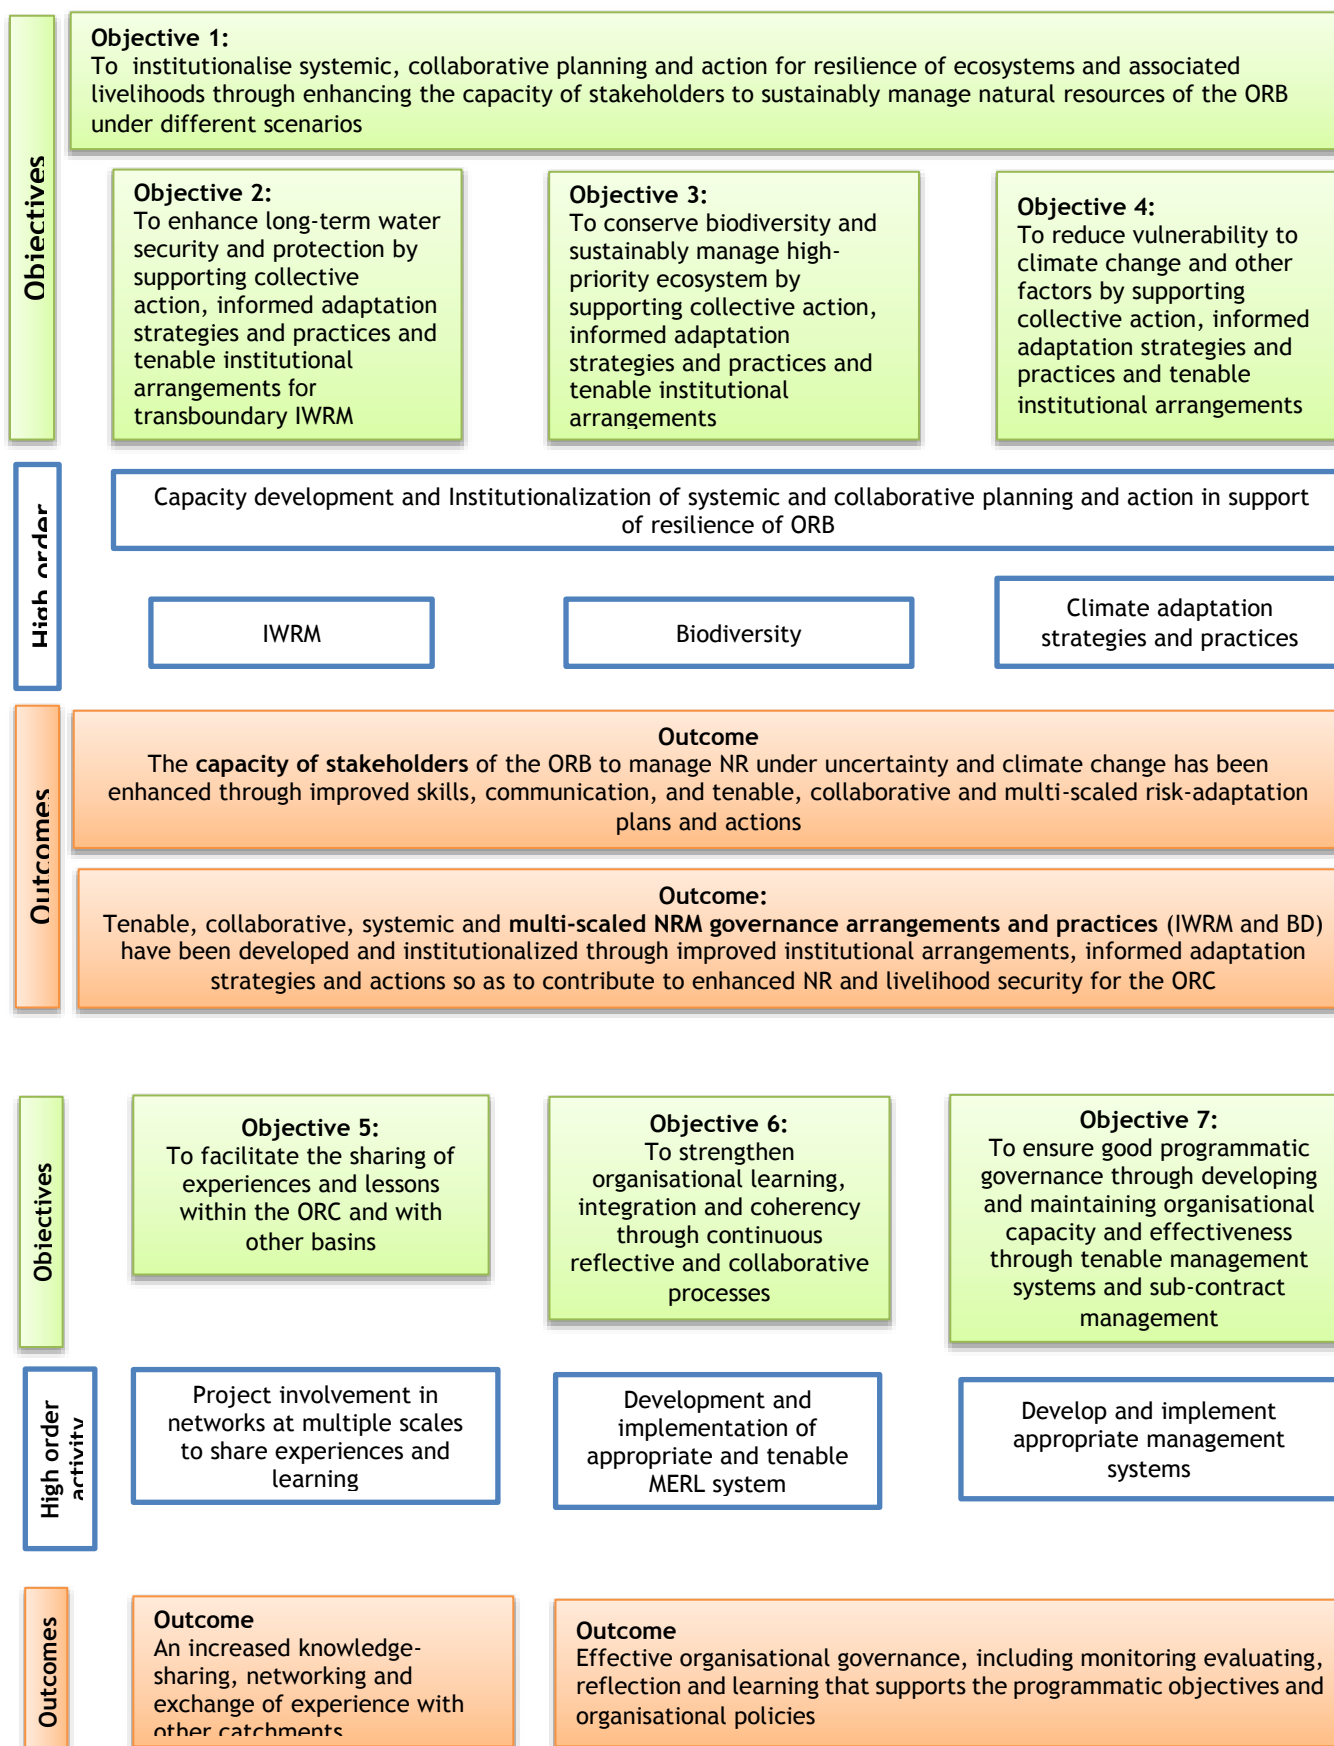 Objectives
Objective 1:
To institutionalise systemic, collaborative planning and action for resilience of ecosystems and associated
livelihoods through enhancing the capacity of stakeholders to sustainably manage natural resources of the ORB
under different scenarios
Objective 2:
To enhance long-term water
security and protection by
supporting collective
action, informed adaptation
strategies and practices and
tenable institutional
arrangements for
transboundary IWRM
Objective 3:
To conserve biodiversity and
sustainably manage high-
priority ecosystem by
supporting collective action,
informed adaptation
strategies and practices and
tenable institutional
arrangements
Objective 4:
To reduce vulnerability to
climate change and other
factors by supporting
collective action, informed
adaptation strategies and
practices and tenable
institutional arrangements
High order
Capacity development and Institutionalization of systemic and collaborative planning and action in support
of resilience of ORB
IWRM
Biodiversity
Climate adaptation
strategies and practices
Outcomes
Outcome
The capacity of stakeholders of the ORB to manage NR under uncertainty and climate change has been
enhanced through improved skills, communication, and tenable, collaborative and multi-scaled risk-adaptation
plans and actions
Outcome:
Tenable, collaborative, systemic and multi-scaled NRM governance arrangements and practices (IWRM and BD)
have been developed and institutionalized through improved institutional arrangements, informed adaptation
strategies and actions so as to contribute to enhanced NR and livelihood security for the ORC
Objectives
Objective 5:
To facilitate the sharing of
experiences and lessons
within the ORC and with
other basins
Objective 6:
To strengthen
organisational learning,
integration and coherency
through continuous
reflective and collaborative
processes
Objective 7:
To ensure good programmatic
governance through developing
and maintaining organisational
capacity and effectiveness
through tenable management
systems and sub-contract
management
High order
activity
Project involvement in
networks at multiple scales
to share experiences and
learning
Development and
implementation of
appropriate and tenable
MERL system
Develop and implement
appropriate management
systems
Outcomes
Outcome
An increased knowledge-
sharing, networking and
exchange of experience with
other catchments
Outcome
Effective organisational governance, including monitoring evaluating,
reflection and learning that supports the programmatic objectives and
organisational policies